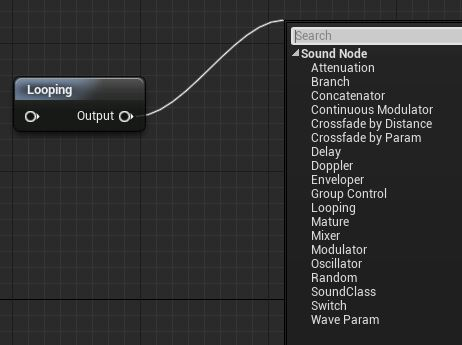 Search
Sound Node
Looping
Output
Attenuation
Branch
Concatenator
Continuous Modulator
Crossfade by Distance
Crossfade by Param
Delay
Doppler
Enveloper
Group Control
Looping
Mature
Mixer
Modulator
Oscillator
Random
SoundClass
Switch
Wave Param